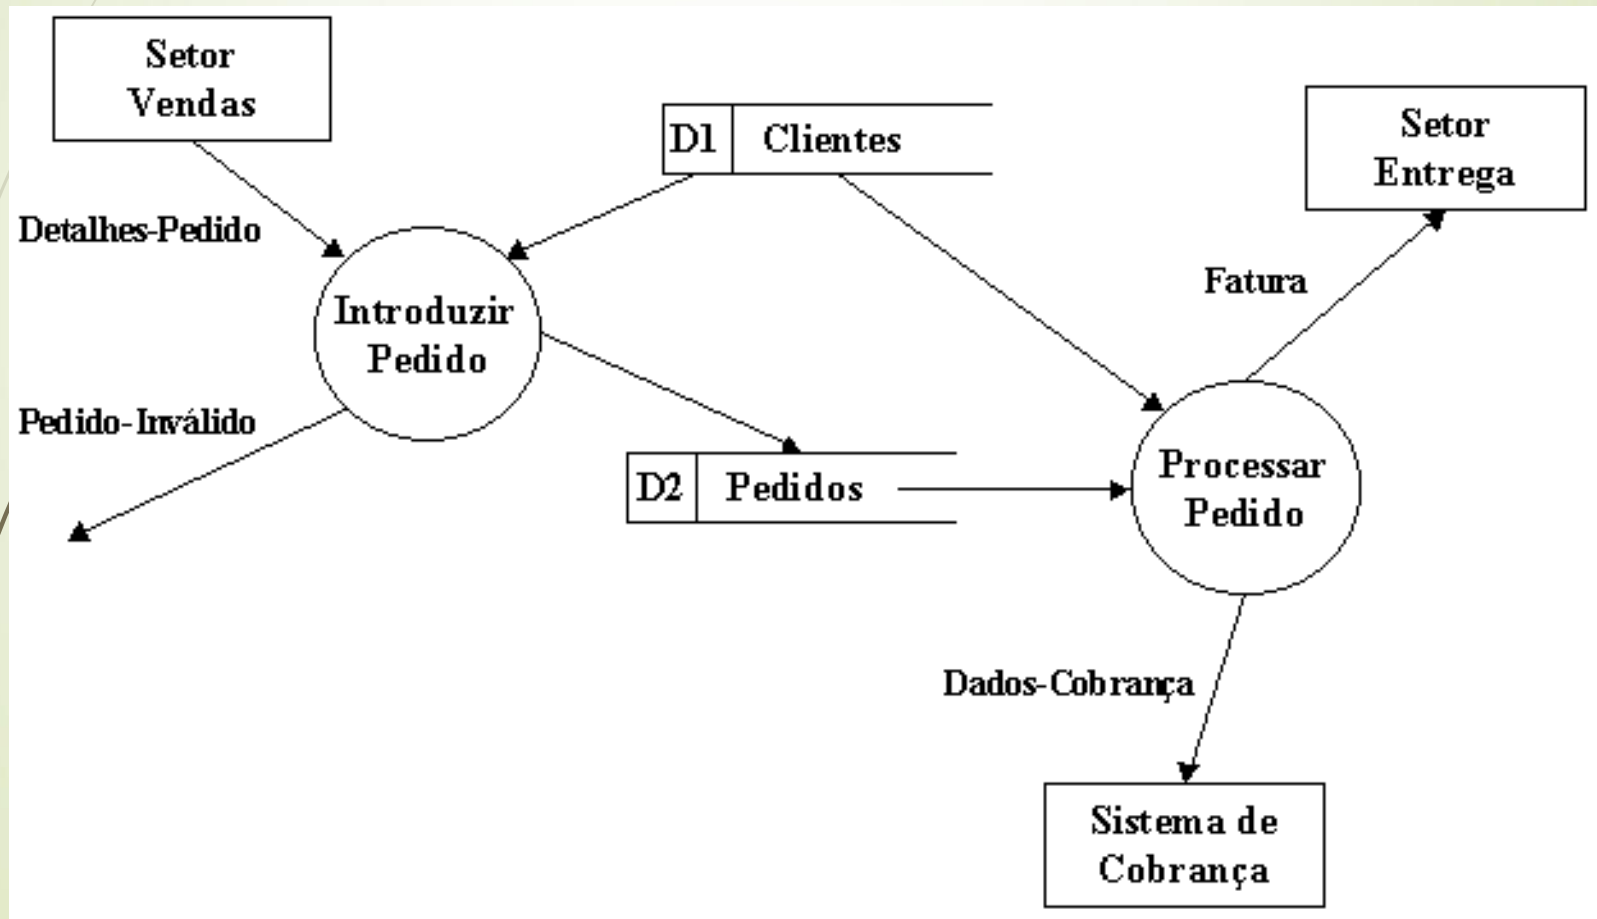 Setor
Vendas
D1 Clientes
Setor
Entrega
Detalhes-Pedido
Fatura
Introduzir
Pedido
Pedido-Inválido
D2 Pedidos
Processar
Pedido
Dados-Cobrança
Sistema de
Cobrança